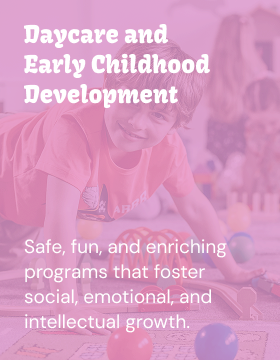 Daycare and
Early Childhood
Development
Safe, fun, and enriching
programs that foster
social, emotional, and
intellectual growth.